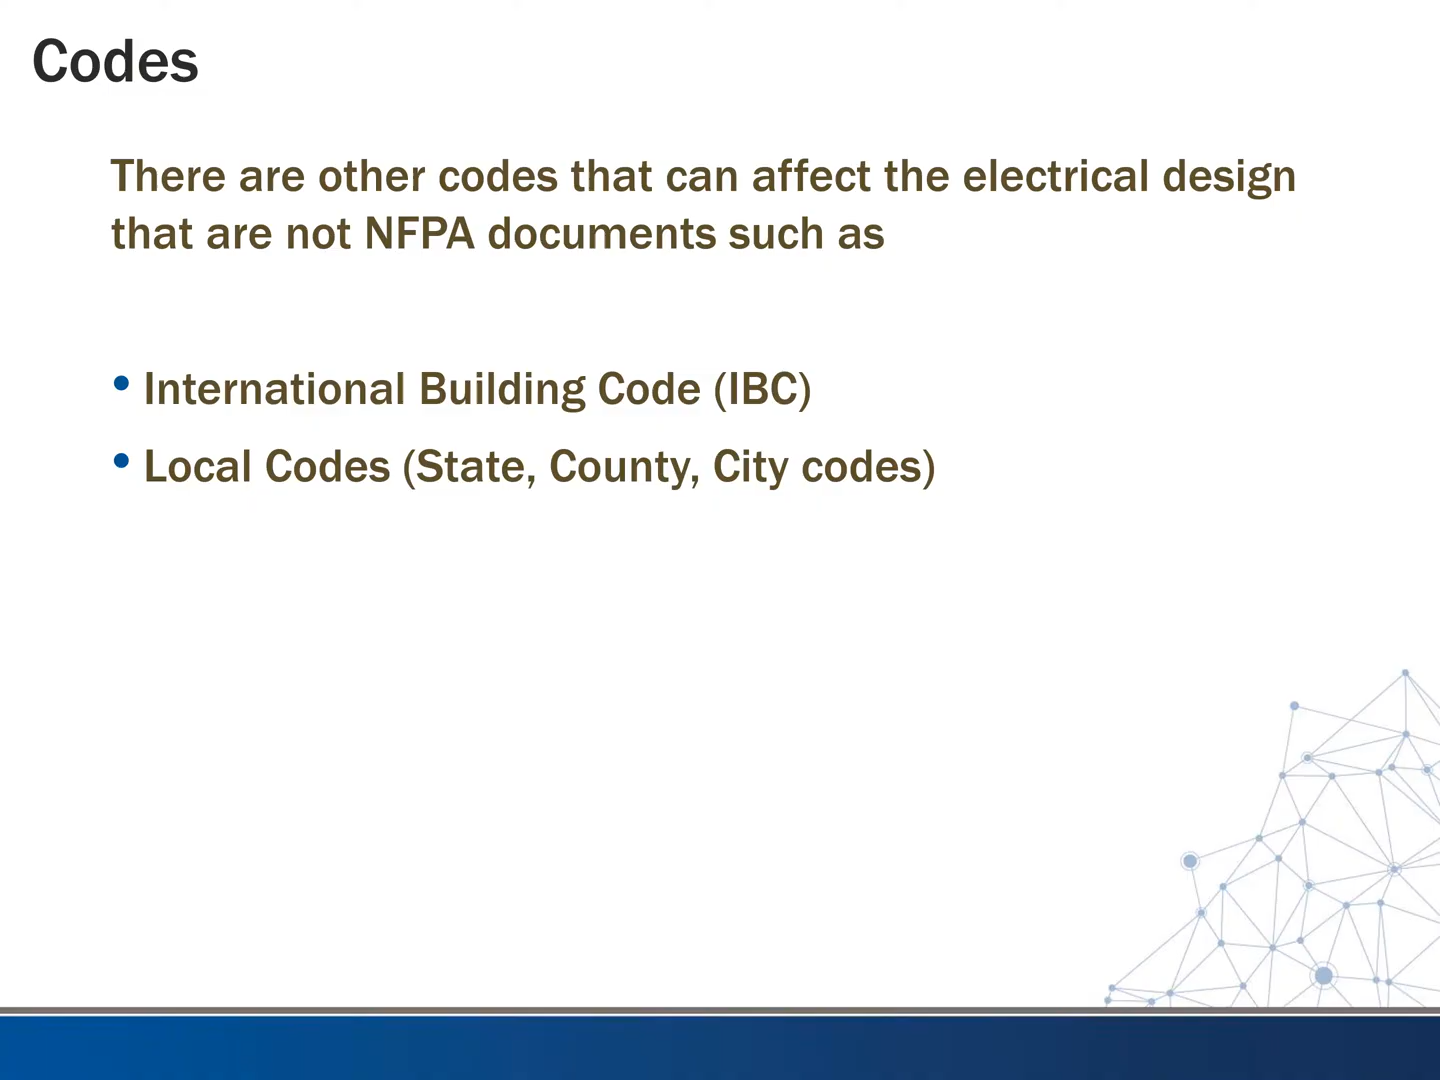 Codes
There are other codes that can affect the electrical design
that are not NFPA documents such as
• International Building Code (IBC)
• Local Codes (State, County, City codes)